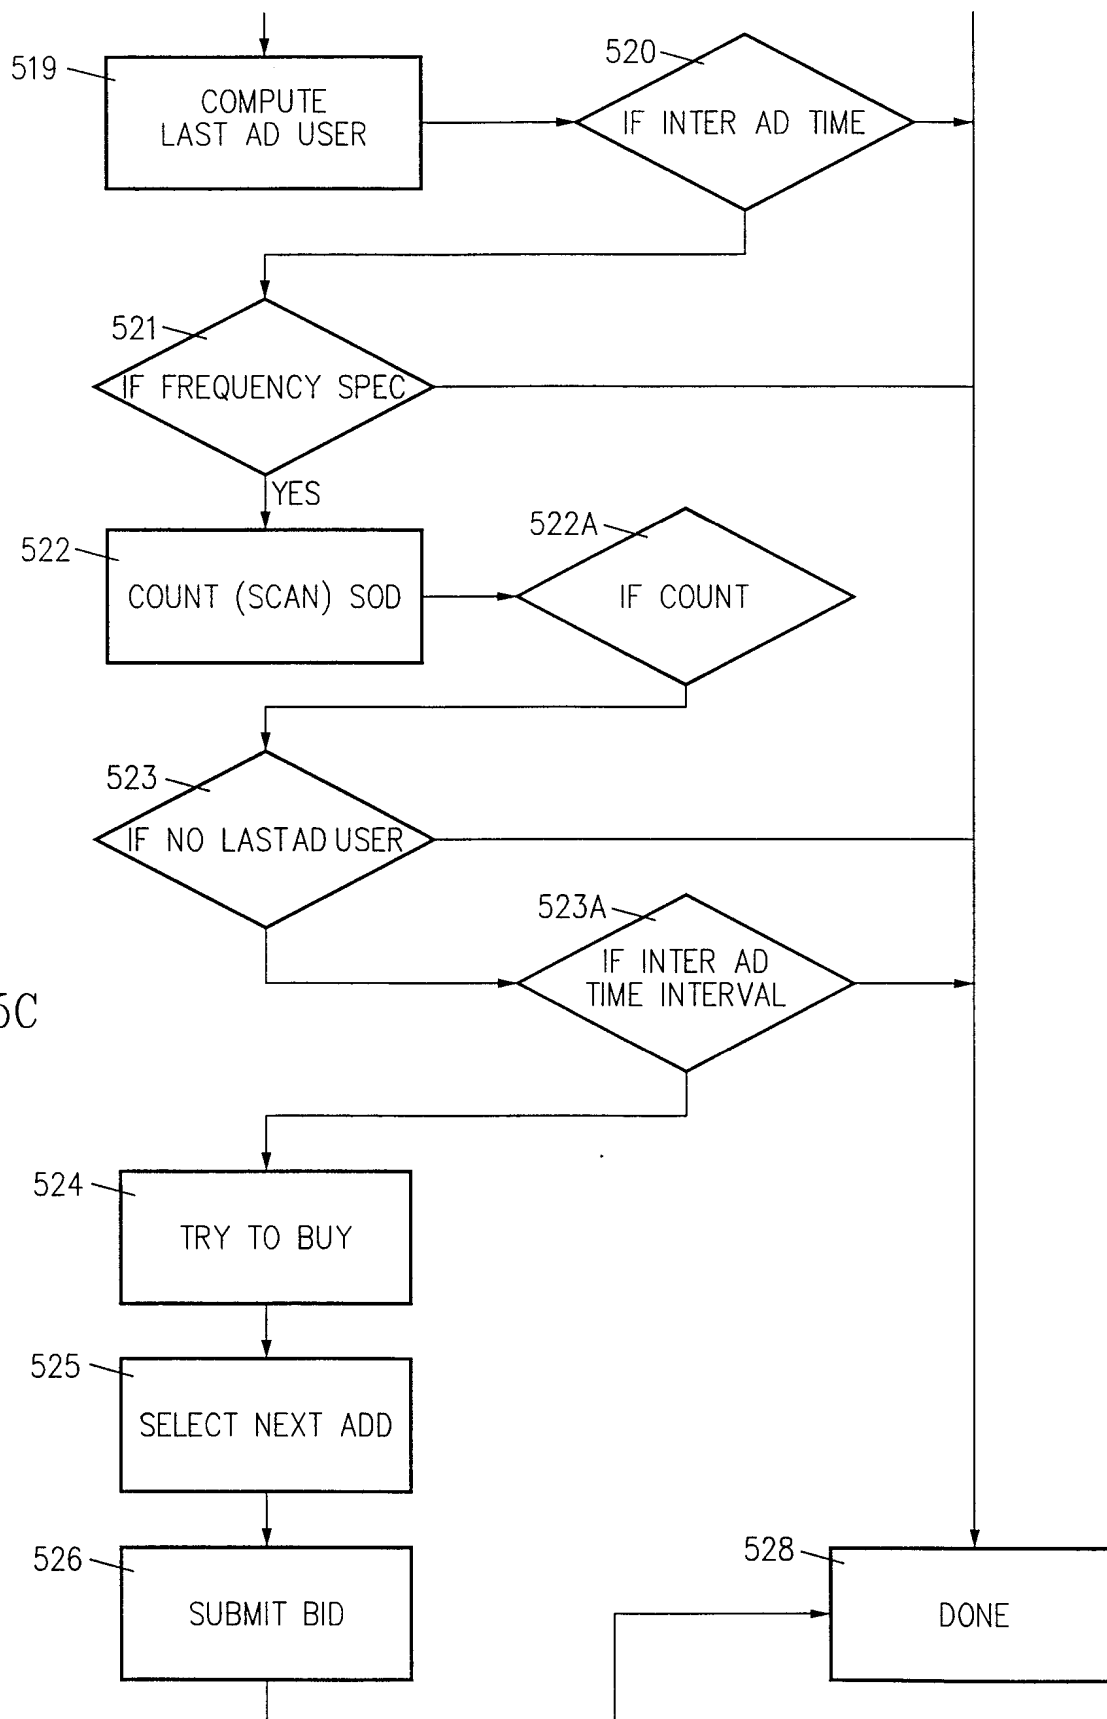 519
COMPUTE
LAST AD USER
520
IF INTER AD TIME
521
IF FREQUENCY SPEC
YES
522
COUNT (SCAN) SOD
522A
IF COUNT
523
IF NO LAST AD USER
523A
IF INTER AD
TIME INTERVAL
5C
524
TRY TO BUY
525
SELECT NEXT ADD
526
SUBMIT BID
528
DONE